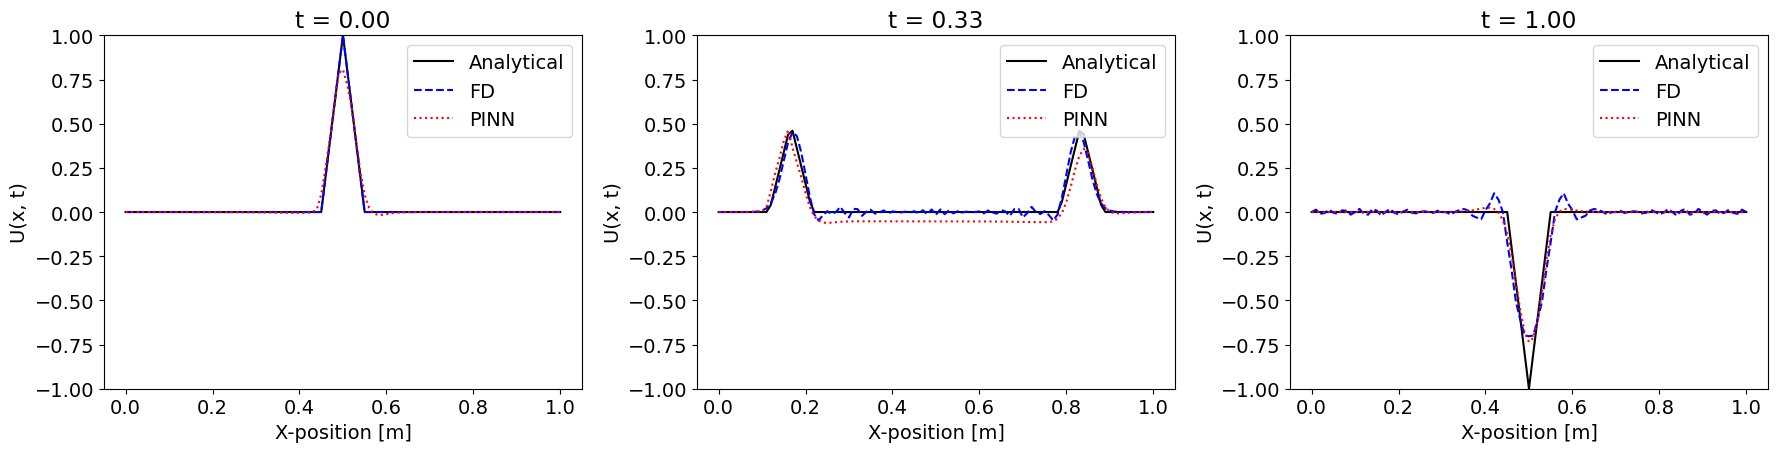 t = 0.00
U(x, t)
1.00
0.75
0.50
0.25
0.00
−0.25
−0.50
−0.75
−1.00
Analytical
FD
PINN
0.0 0.2 0.4 0.6 0.8 1.0
X-position [m]
t = 0.33
U(x, t)
1.00
0.75
0.50
0.25
0.00
−0.25
−0.50
−0.75
−1.00
Analytical
FD
PINN
0.0 0.2 0.4 0.6 0.8 1.0
X-position [m]
t = 1.00
U(x, t)
1.00
0.75
0.50
0.25
0.00
−0.25
−0.50
−0.75
−1.00
Analytical
FD
PINN
0.0 0.2 0.4 0.6 0.8 1.0
X-position [m]